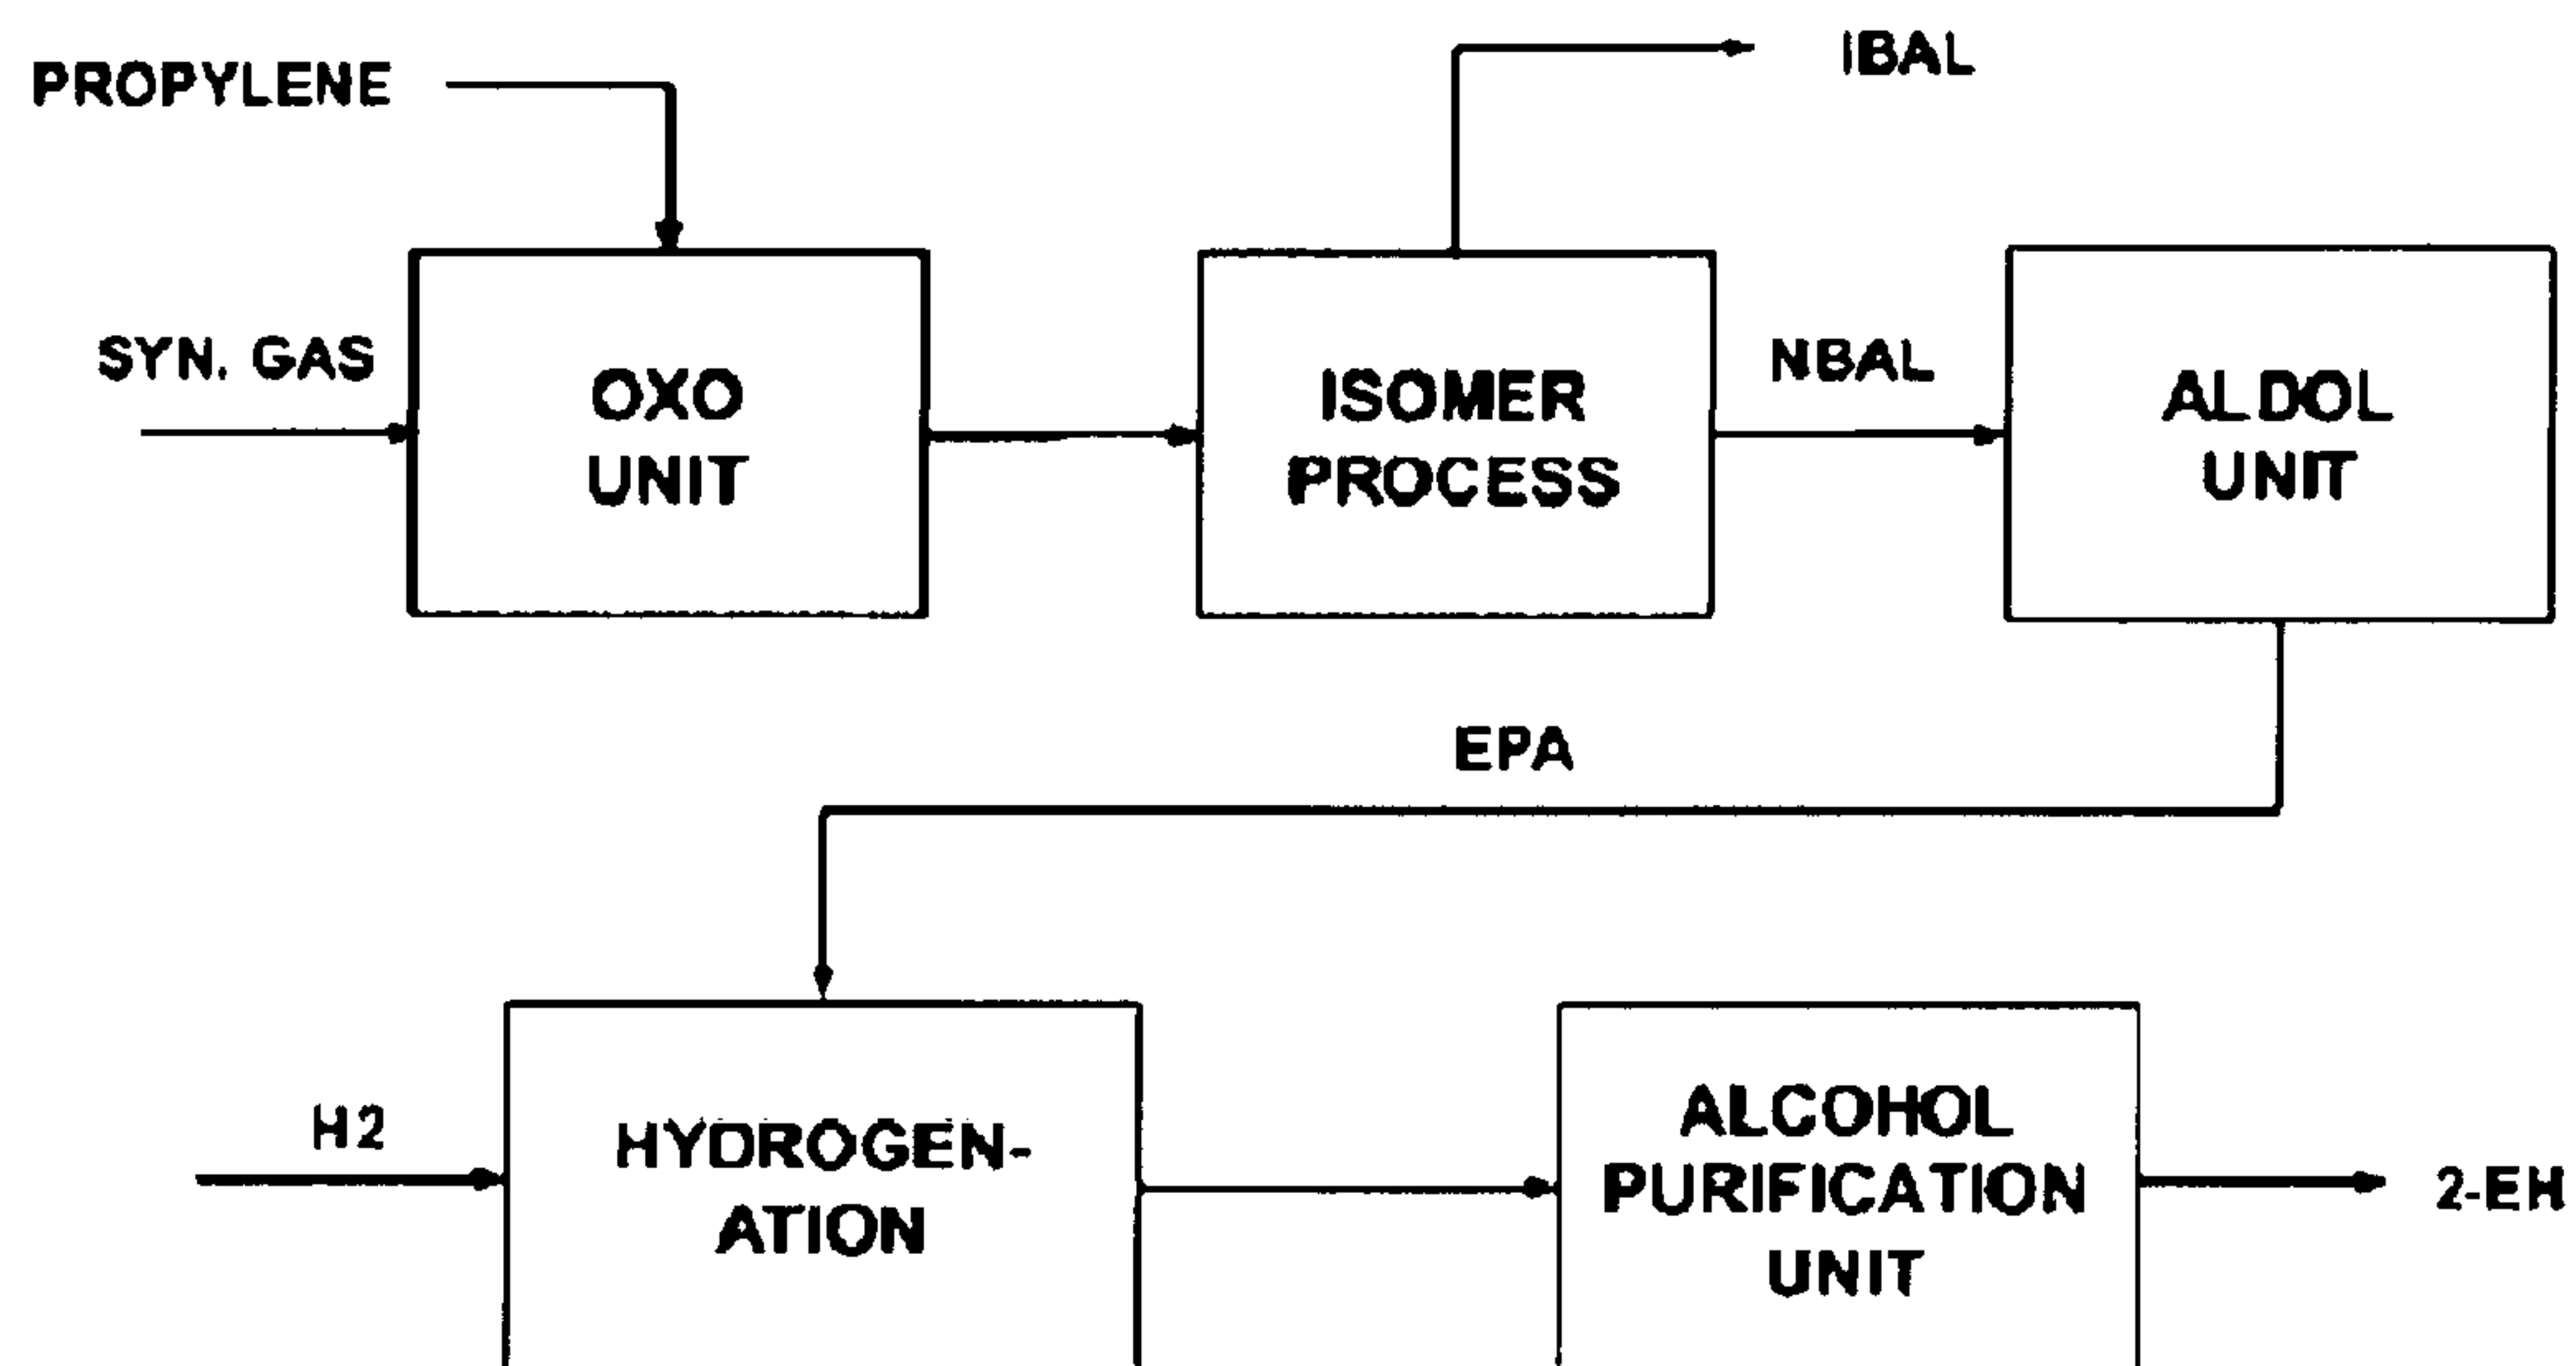 PROPYLENE
IBAL
SYN. GAS
OXO
UNIT
ISOMER
PROCESS
NBAL
ALDOL
UNIT
EPA
H2
HYDROGEN-
ATION
ALCOHOL
PURIFICATION
UNIT
2-EH